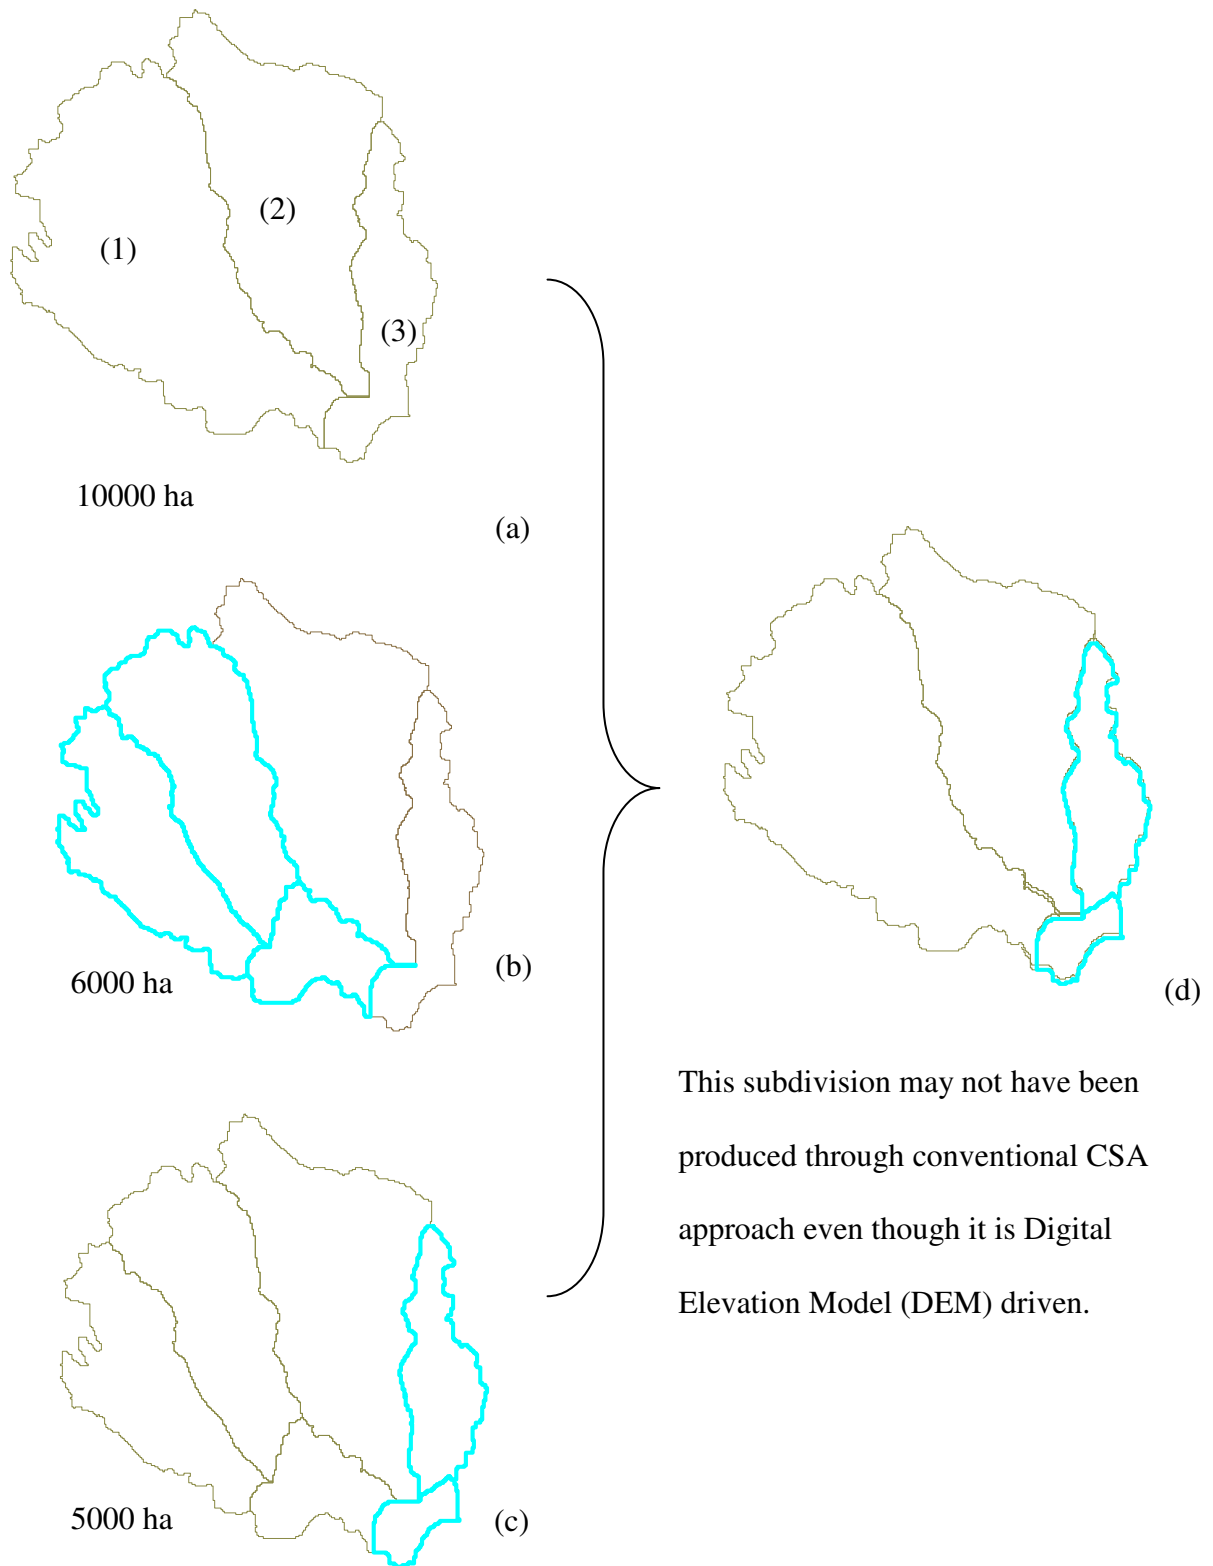 (1)
(2)
(3)
10000 ha
(a)
6000 ha
(b)
5000 ha
(c)
(d)
This subdivision may not have been
produced through conventional CSA
approach even though it is Digital
Elevation Model (DEM) driven.